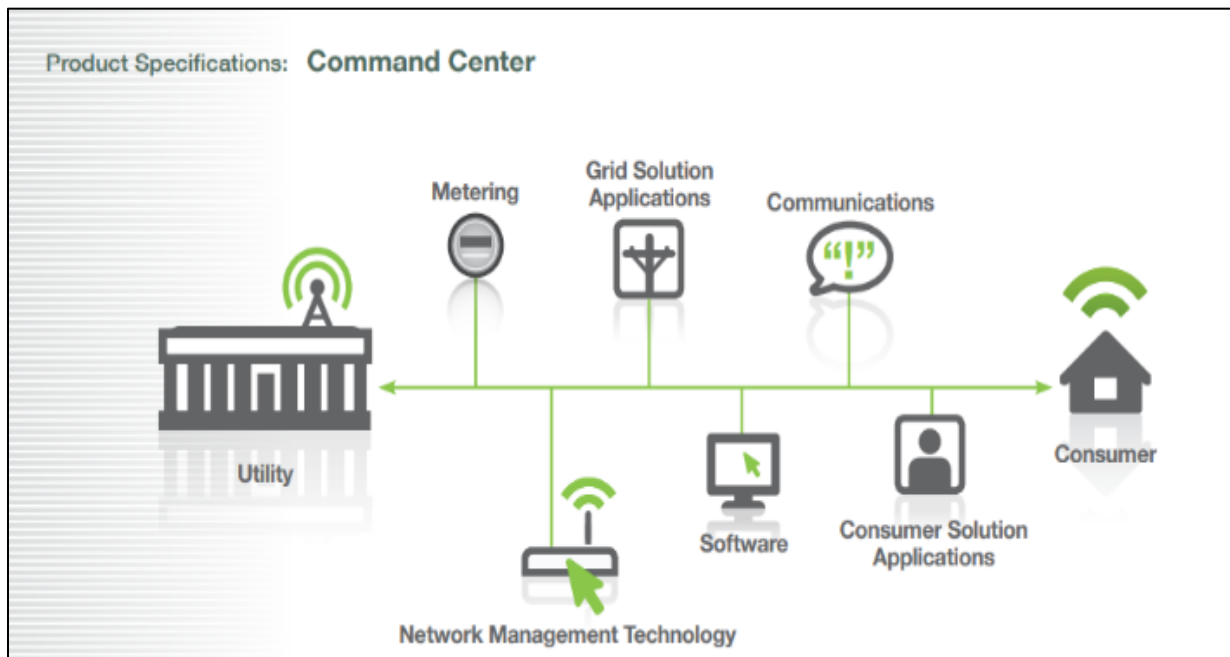 Product Specifications: Command Center
Metering
Grid Solution
Applications
Communications
“!”
Utility
Consumer
Software
Consumer Solution
Applications
Network Management Technology